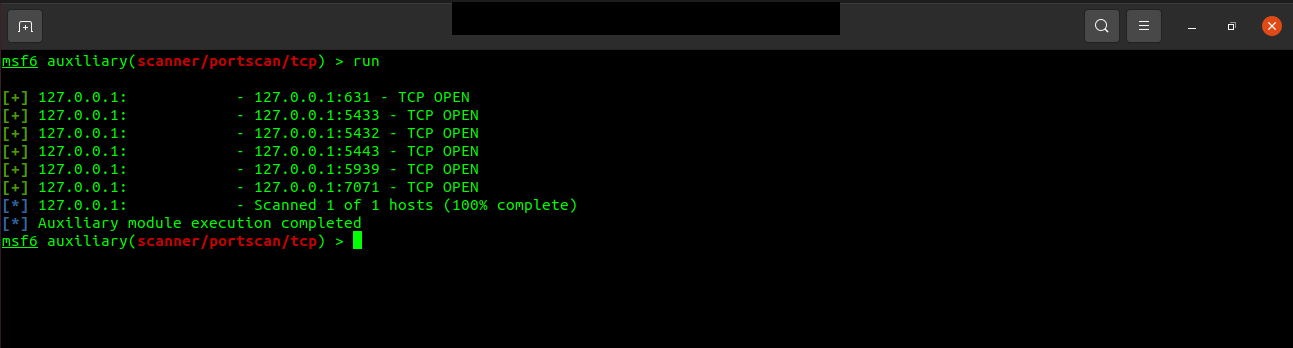 msf6 auxiliary(scanner/portscan/tcp) > run
[+] 127.0.0.1:            - 127.0.0.1:631 - TCP OPEN
[+] 127.0.0.1:            - 127.0.0.1:5433 - TCP OPEN
[+] 127.0.0.1:            - 127.0.0.1:5432 - TCP OPEN
[+] 127.0.0.1:            - 127.0.0.1:5443 - TCP OPEN
[+] 127.0.0.1:            - 127.0.0.1:5939 - TCP OPEN
[+] 127.0.0.1:            - 127.0.0.1:7071 - TCP OPEN
[*] 127.0.0.1:            - Scanned 1 of 1 hosts (100% complete)
[*] Auxiliary module execution completed
msf6 auxiliary(scanner/portscan/tcp) >